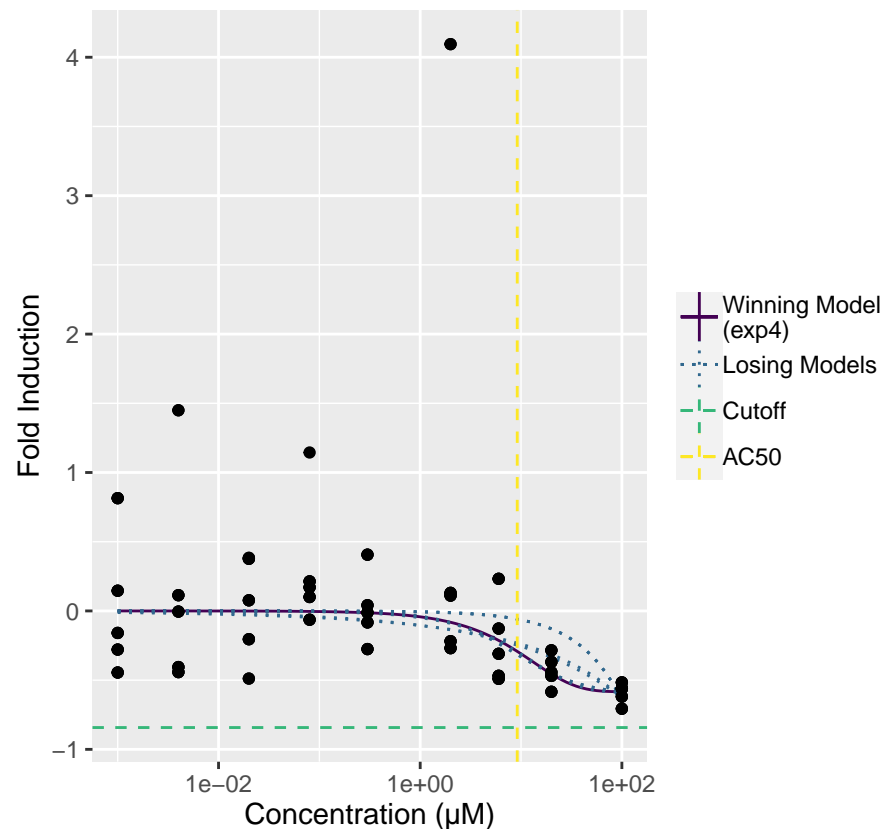 4
3
2
1
0
−1
Fold Induction
1e−02
1e+00
1e+02
Concentration (µM)
Winning Model
(exp4)
Losing Models
Cutoff
AC50